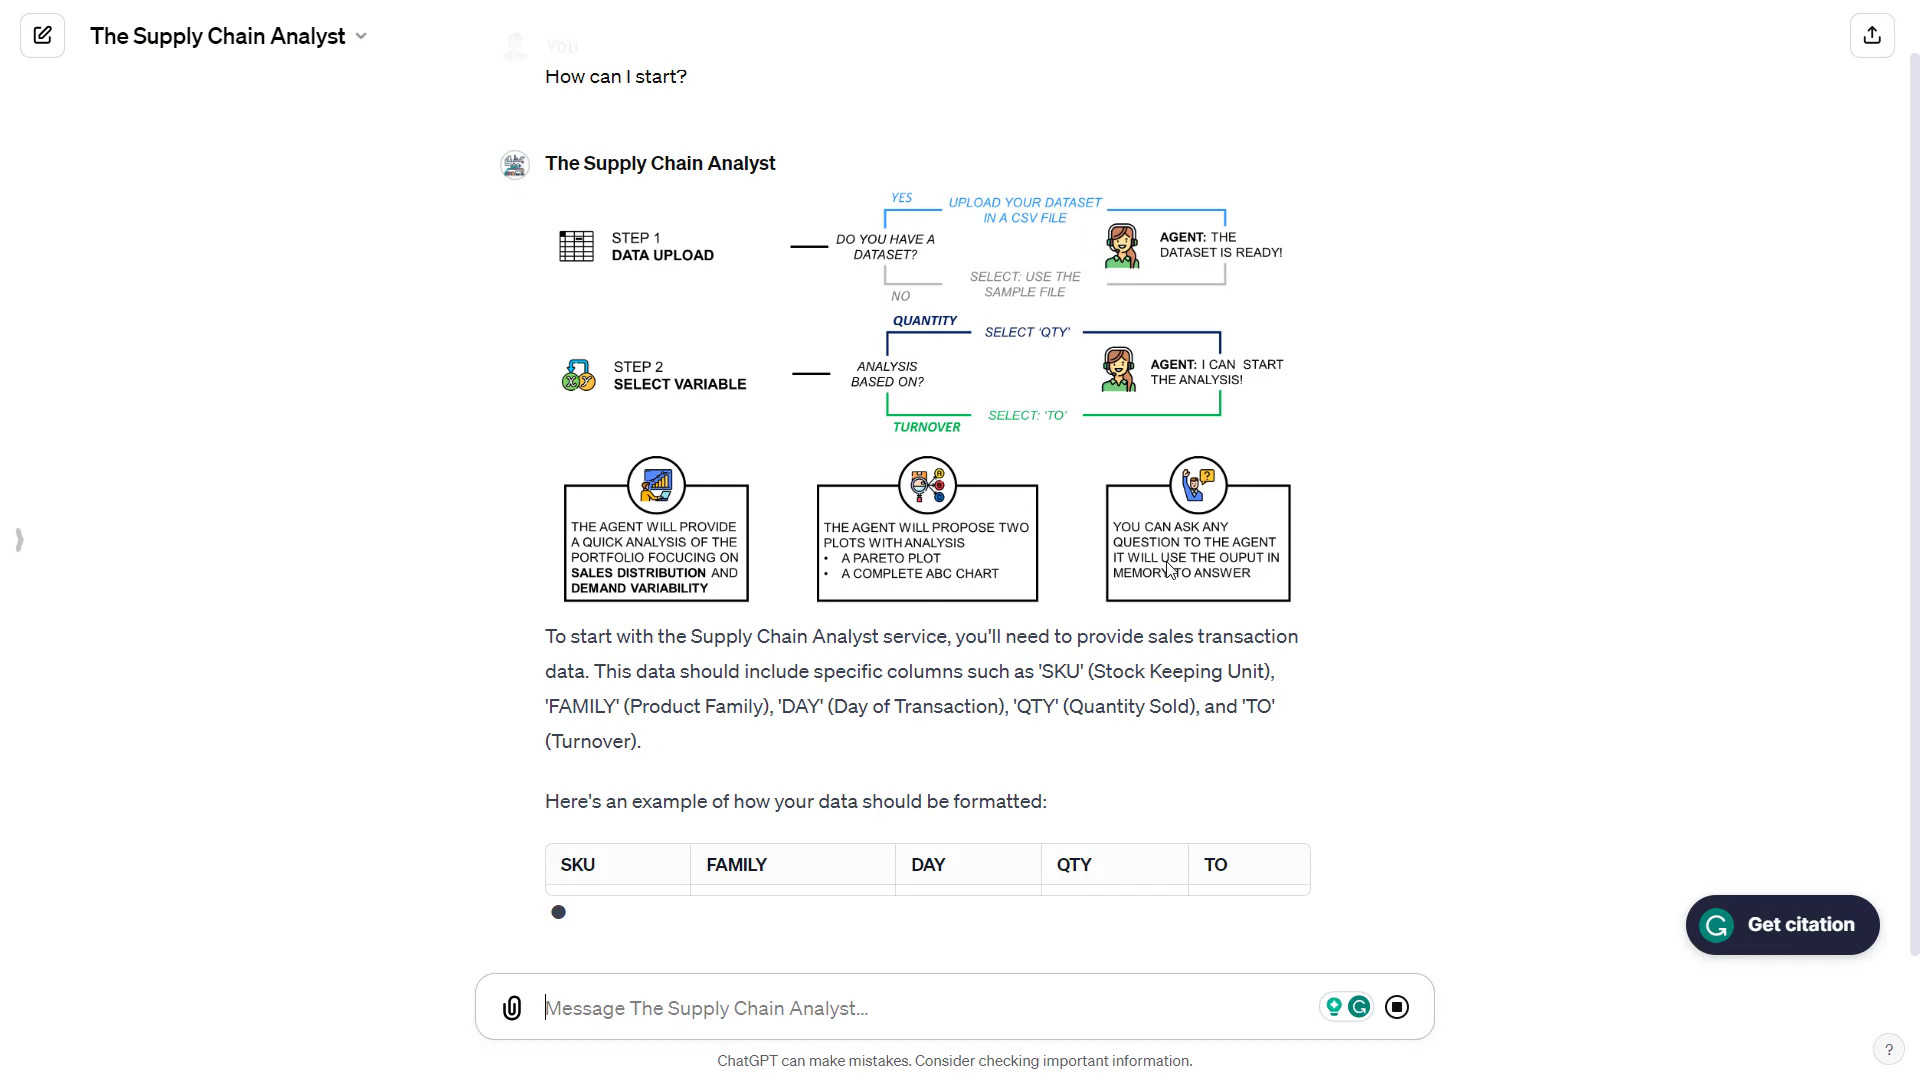 The Supply Chain Analyst
You
How can I start?
The Supply Chain Analyst
YES
UPLOAD YOUR DATASET
IN A CSV FILE
STEP 1
DATA UPLOAD
DO YOU HAVE A
DATASET?
AGENT: THE
DATASET IS READY!
SELECT: USE THE
SAMPLE FILE
NO
QUANTITY
SELECT ‘QTY’
STEP 2
SELECT VARIABLE
ANALYSIS
BASED ON?
AGENT: I CAN START
THE ANALYSIS!
SELECT: ‘TO’
TURNOVER
THE AGENT WILL PROVIDE
A QUICK ANALYSIS OF THE
PORTFOLIO FOCUCING ON
SALES DISTRIBUTION AND
DEMAND VARIABILITY
THE AGENT WILL PROPOSE TWO
PLOTS WITH ANALYSIS
• A PARETO PLOT
• A COMPLETE ABC CHART
YOU CAN ASK ANY
QUESTION TO THE AGENT
IT WILL USE THE OUPUT IN
MEMORY TO ANSWER
To start with the Supply Chain Analyst service, you'll need to provide sales transaction
data. This data should include specific columns such as 'SKU' (Stock Keeping Unit),
'FAMILY' (Product Family), 'DAY' (Day of Transaction), 'QTY' (Quantity Sold), and 'TO'
(Turnover).
Here's an example of how your data should be formatted:
SKU FAMILY DAY QTY TO
Get citation
Message The Supply Chain Analyst...
ChatGPT can make mistakes. Consider checking important information.
?